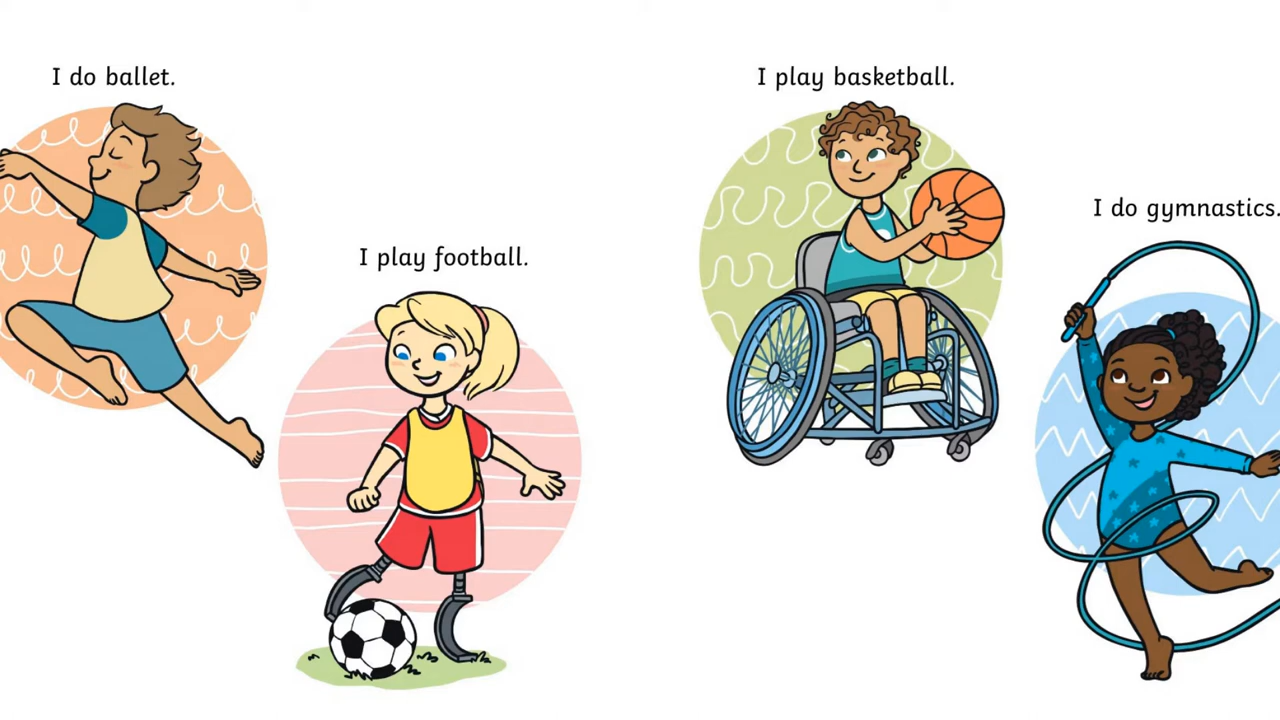 I do ballet.
I play football.
I play basketball.
I do gymnastics.